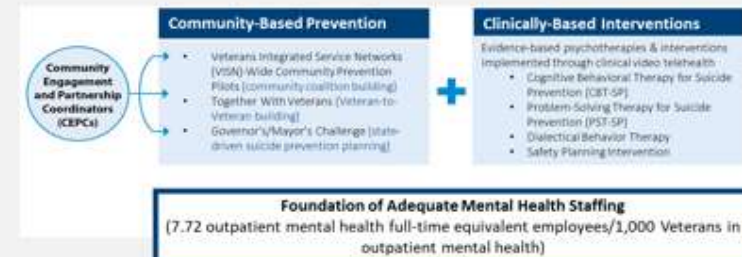 Community-Based Prevention
Clinically-Based Interventions
Community
Engagement
and Partnership
Coordinators
(CEPCs)
• Veterans Integrated Service Networks
(VISN)-Wide Community Prevention
Pilots (community coalition building)
• Together With Veterans (Veteran-to-
Veteran building)
• Governor's/Mayor's Challenge (state-
driven suicide prevention planning)
+
Evidence-based psychotherapies & interventions
implemented through clinical video telehealth
• Cognitive Behavioral Therapy for Suicide
Prevention (CBT-SP)
• Problem-Solving Therapy for Suicide
Prevention (PST-SP)
• Dialectical Behavior Therapy
• Safety Planning Intervention
Foundation of Adequate Mental Health Staffing
(7.72 outpatient mental health full-time equivalent employees/1,000 Veterans in
outpatient mental health)